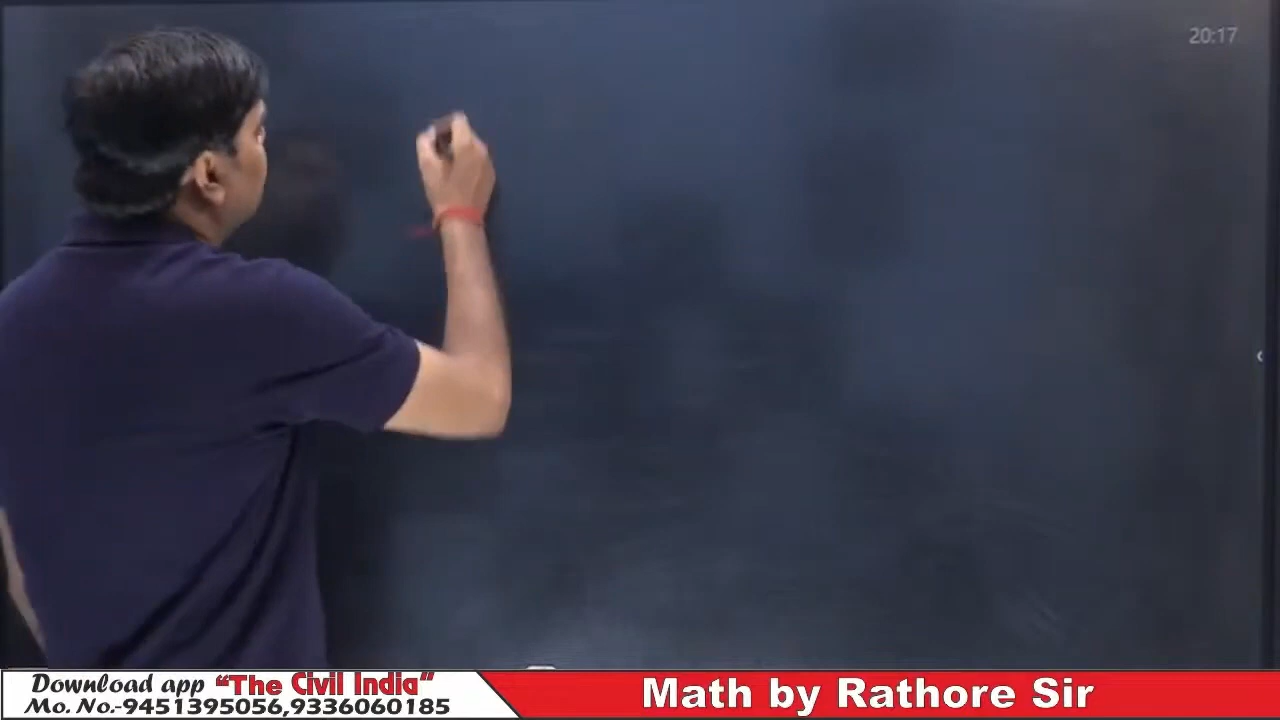 20:17
Download app "The Civil India"
Mo. No.-9451395056,9336060185
Math by Rathore Sir